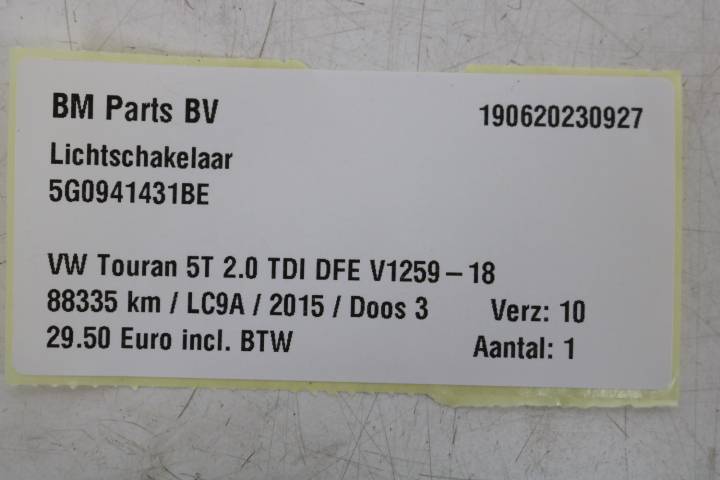 BM Parts BV 190620230927
Lichtschakelaar
5G0941431BE
VW Touran 5T 2.0 TDI DFE V1259 – 18
88335 km / LC9A / 2015 / Doos 3 Verz: 10
29.50 Euro incl. BTW Aantal: 1